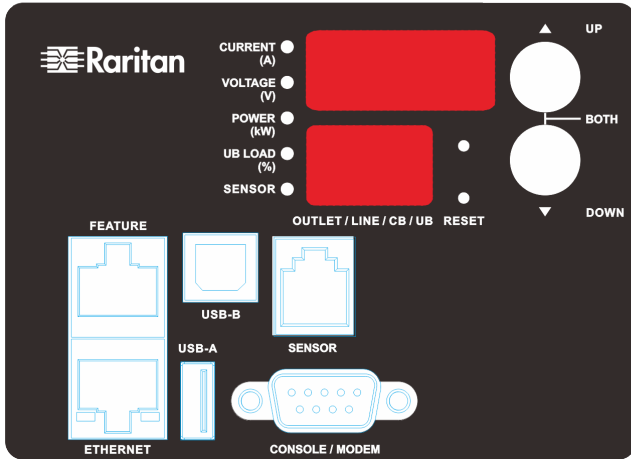 Raritan
CURRENT
(A)
VOLTAGE
(V)
POWER
(kW)
UB LOAD
(%)
SENSOR
UP
BOTH
DOWN
OUTLET / LINE / CB / UB
RESET
FEATURE
USB-B
SENSOR
USB-A
ETHERNET
CONSOLE / MODEM